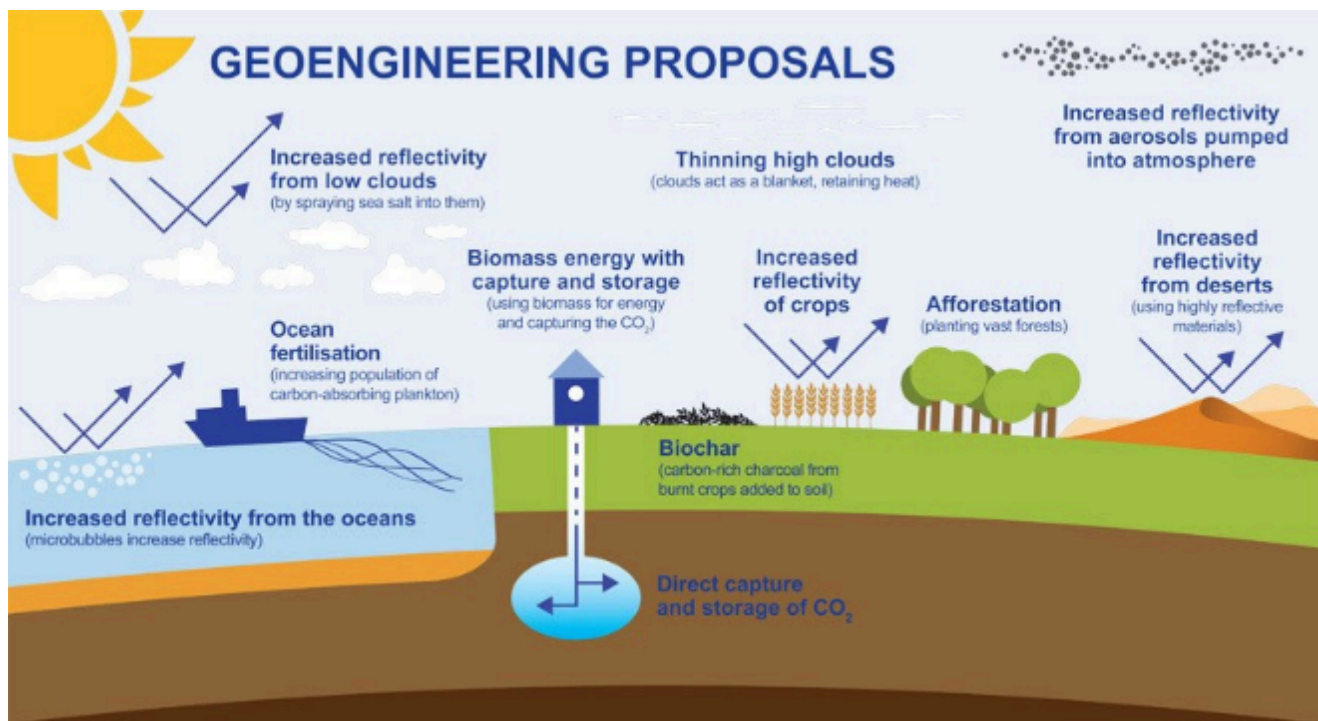 GEOENGINEERING PROPOSALS
Increased reflectivity
from low clouds
(by spraying sea salt into them)
Thinning high clouds
(clouds act as a blanket, retaining heat)
Increased reflectivity
from aerosols pumped
into atmosphere
Biomass energy with
capture and storage
(using biomass for energy
and capturing the CO₂)
Increased
reflectivity
of crops
Afforestation
(planting vast forests)
Increased
reflectivity
from deserts
(using highly reflective
materials)
Ocean
fertilisation
(increasing population of
carbon-absorbing plankton)
Biochar
(carbon-rich charcoal from
burnt crops added to soil)
Increased reflectivity from the oceans
(microbubbles increase reflectivity)
Direct capture
and storage of CO₂